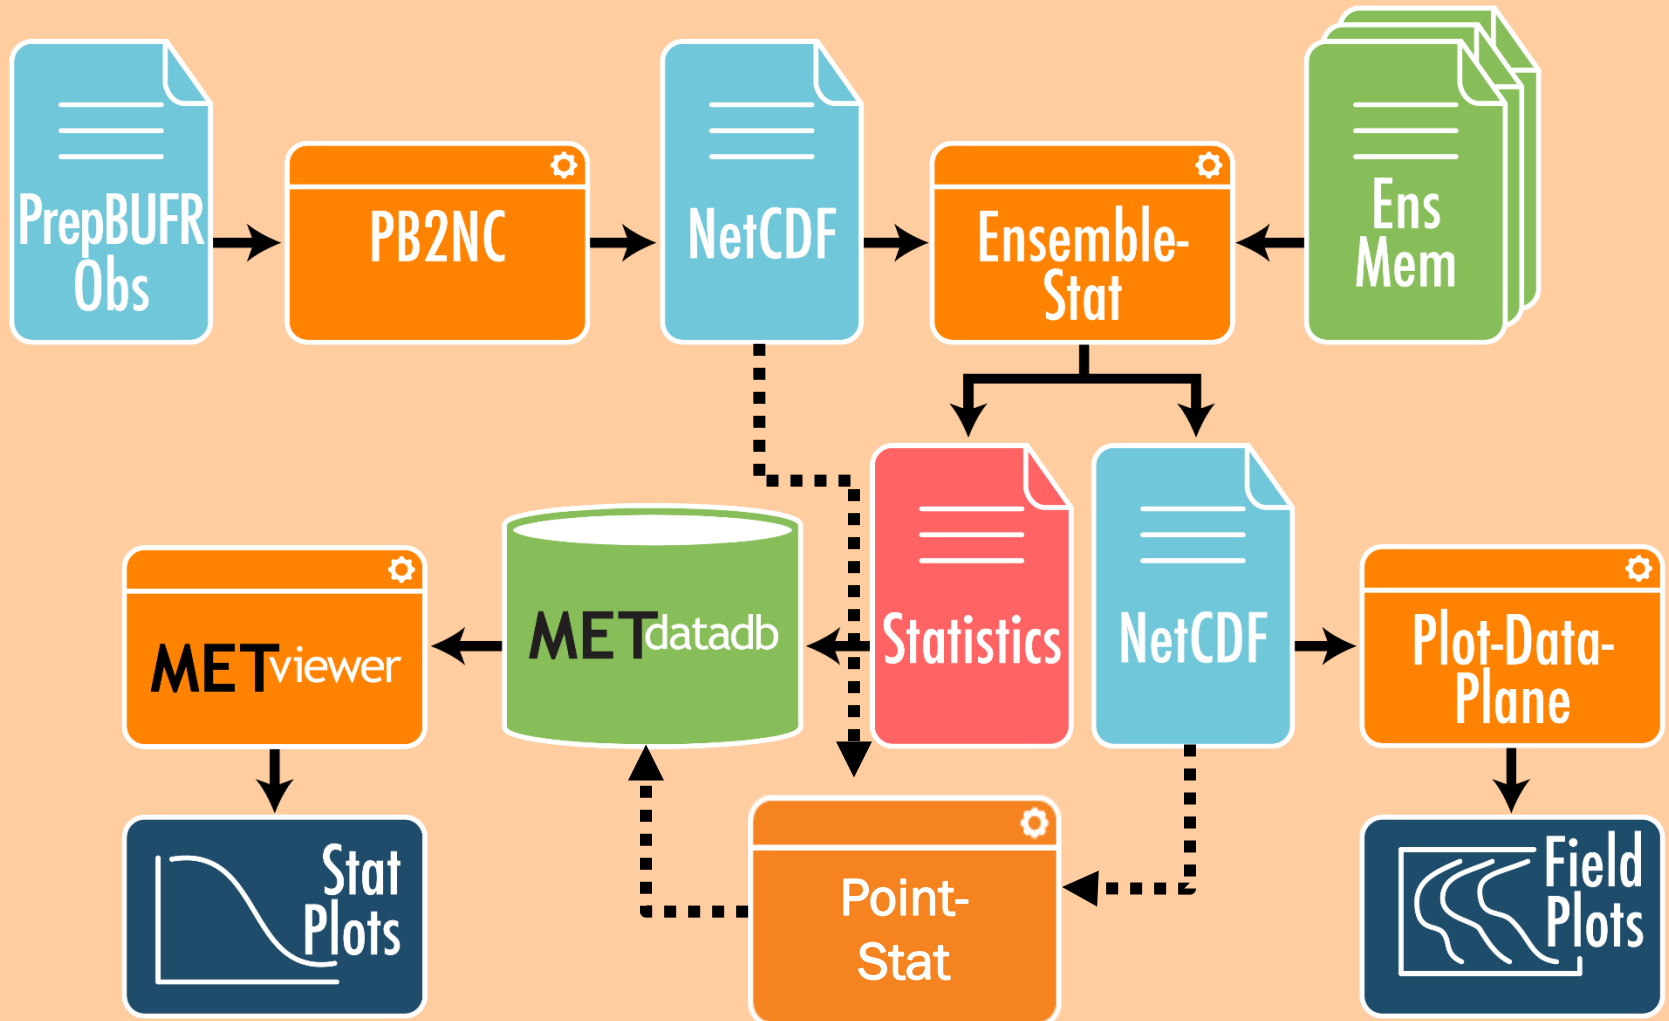 PrepBUFR
Obs
PB2NC
NetCDF
Ensemble-
Stat
Ens
Mem
METviewer
METdatadb
Statistics
NetCDF
Plot-Data-
Plane
Stat
Plots
Point-
Stat
Field
Plots